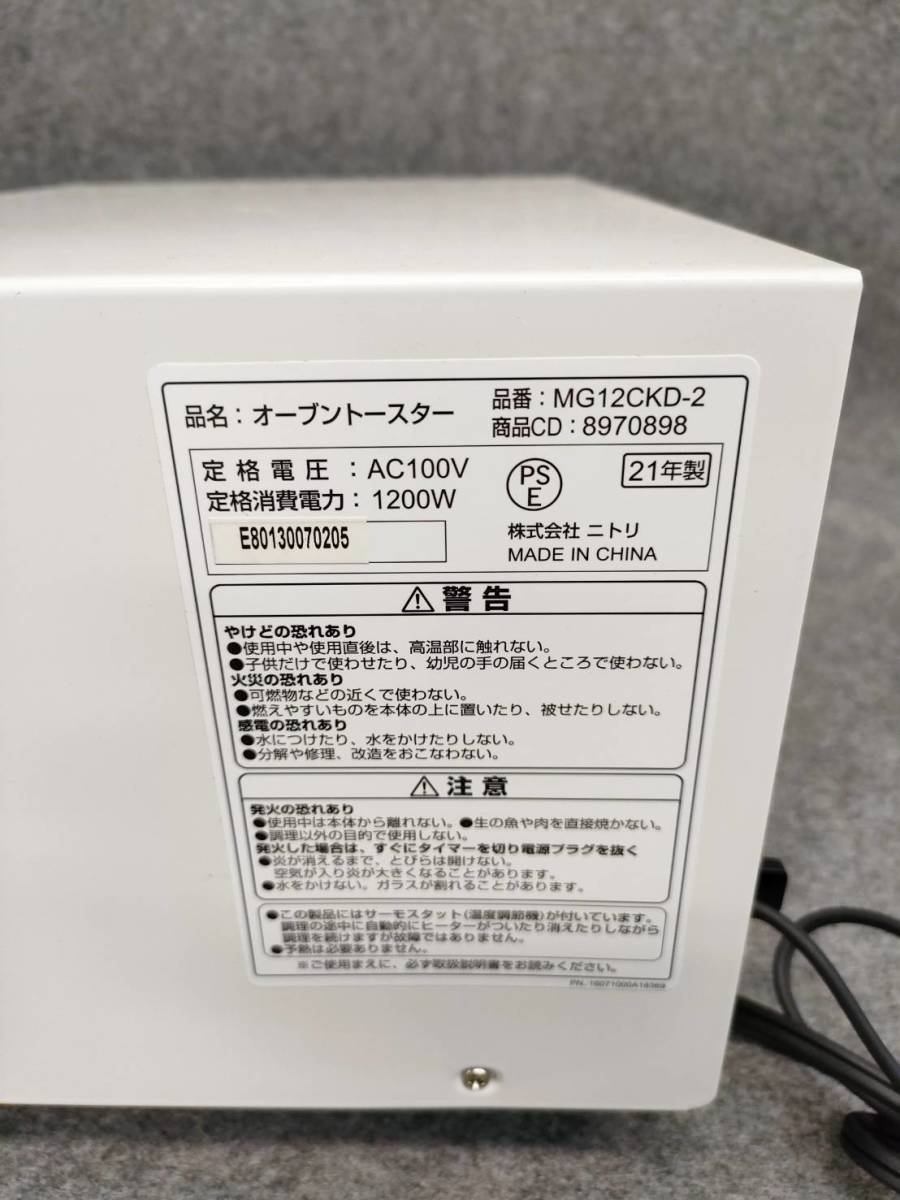 品名：オーブントースター
品番：MG12CKD-2
商品CD：8970898
定格電圧：AC100V
定格消費電力：1200W
E80130070205
PS
E
21年製
株式会社 ニトリ
MADE IN CHINA
警告
やけどの恐れあり
●使用中や使用直後は、高温部に触れない。
●子供だけで使わせたり、幼児の手の届くところで使わない。
火災の恐れあり
●可燃物などの近くで使わない。
●燃えやすいものを本体の上に置いたり、被せたりしない。
感電の恐れあり
●水につけたり、水をかけたりしない。
●分解や修理、改造をおこなわない。
注意
発火の恐れあり
●使用中は本体から離れない。●生の魚や肉を直接焼かない。
●調理以外の目的で使用しない。
発火した場合は、すぐにタイマーを切り電源プラグを抜く
●炎が消えるまで、とびらは開けない。
空気が入り炎が大きくなることがあります。
●水をかけない。ガラスが割れることがあります。
●この製品にはサーモスタット(温度調節機)が付いています。
調理の途中に自動的にヒーターがついたり消えたりしながら
調理を続けますが故障ではありません。
●予熱は必要ありません。
※ご使用まえに、必ず取扱説明書をお読みください。
PN. 16071000A16369